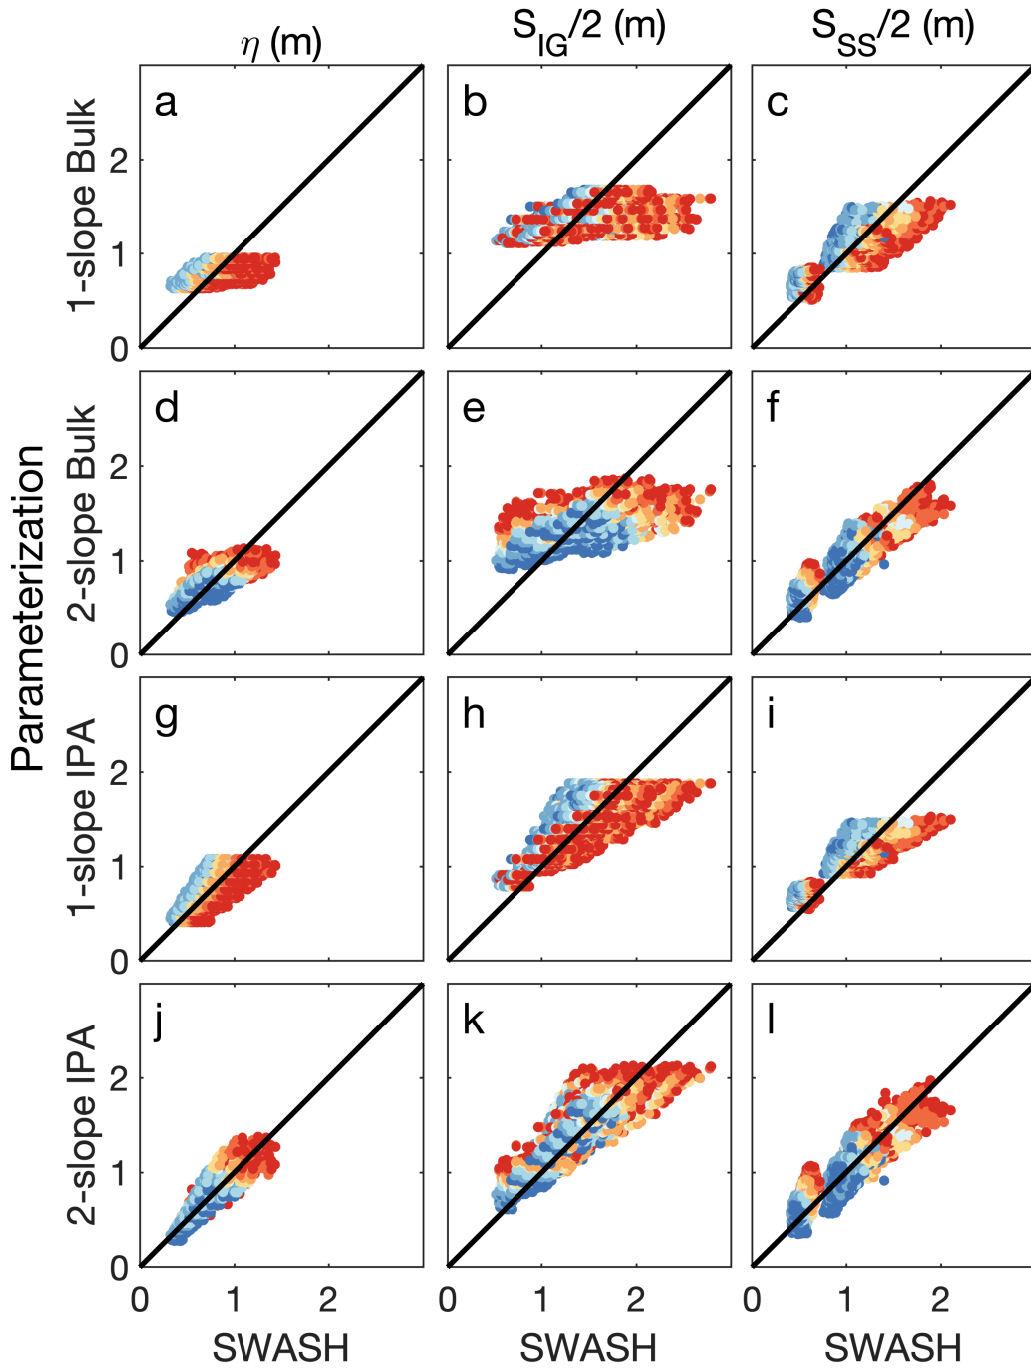 η (m) S_IG/2 (m) S_SS/2 (m)
Parameterization
1-slope Bulk
2
1
0
a b c
2-slope Bulk
2
1
0
d e f
1-slope IPA
2
1
0
g h i
2-slope IPA
2
1
0
j k l
0 1 2 0 1 2 0 1 2
SWASH SWASH SWASH